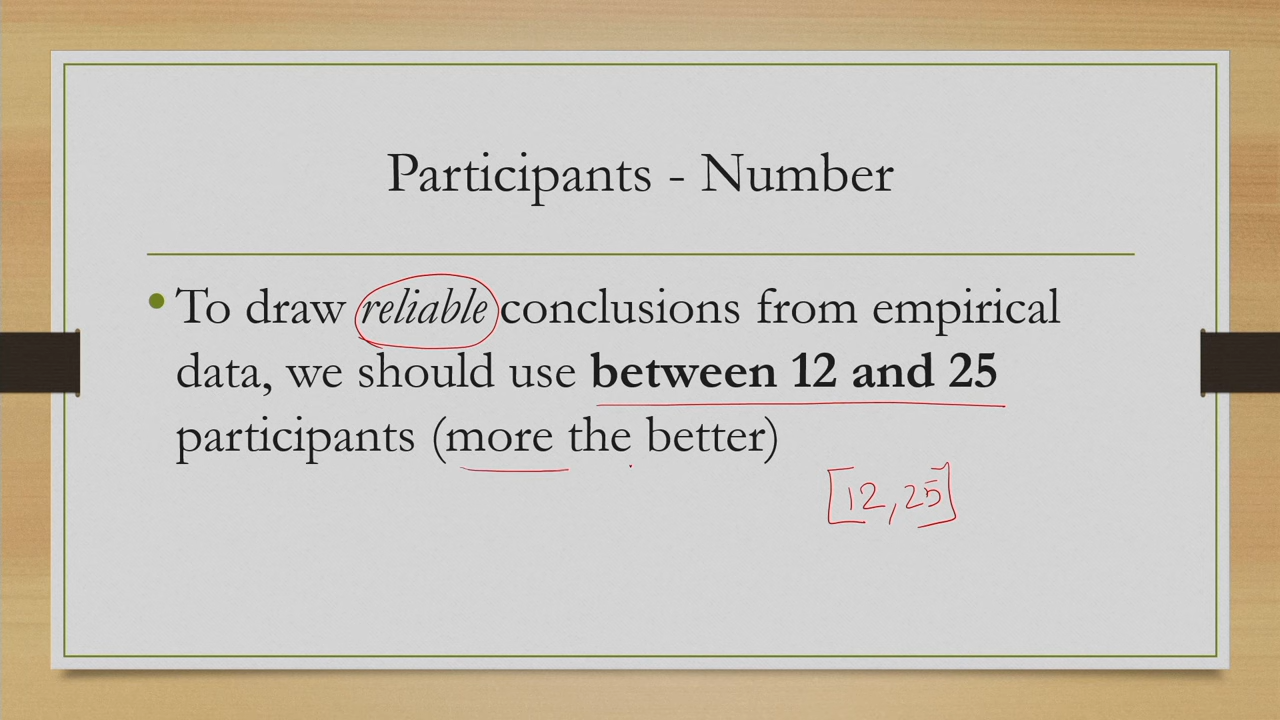 Participants - Number
• To draw reliable conclusions from empirical
data, we should use between 12 and 25
participants (more the better)
[12,25]